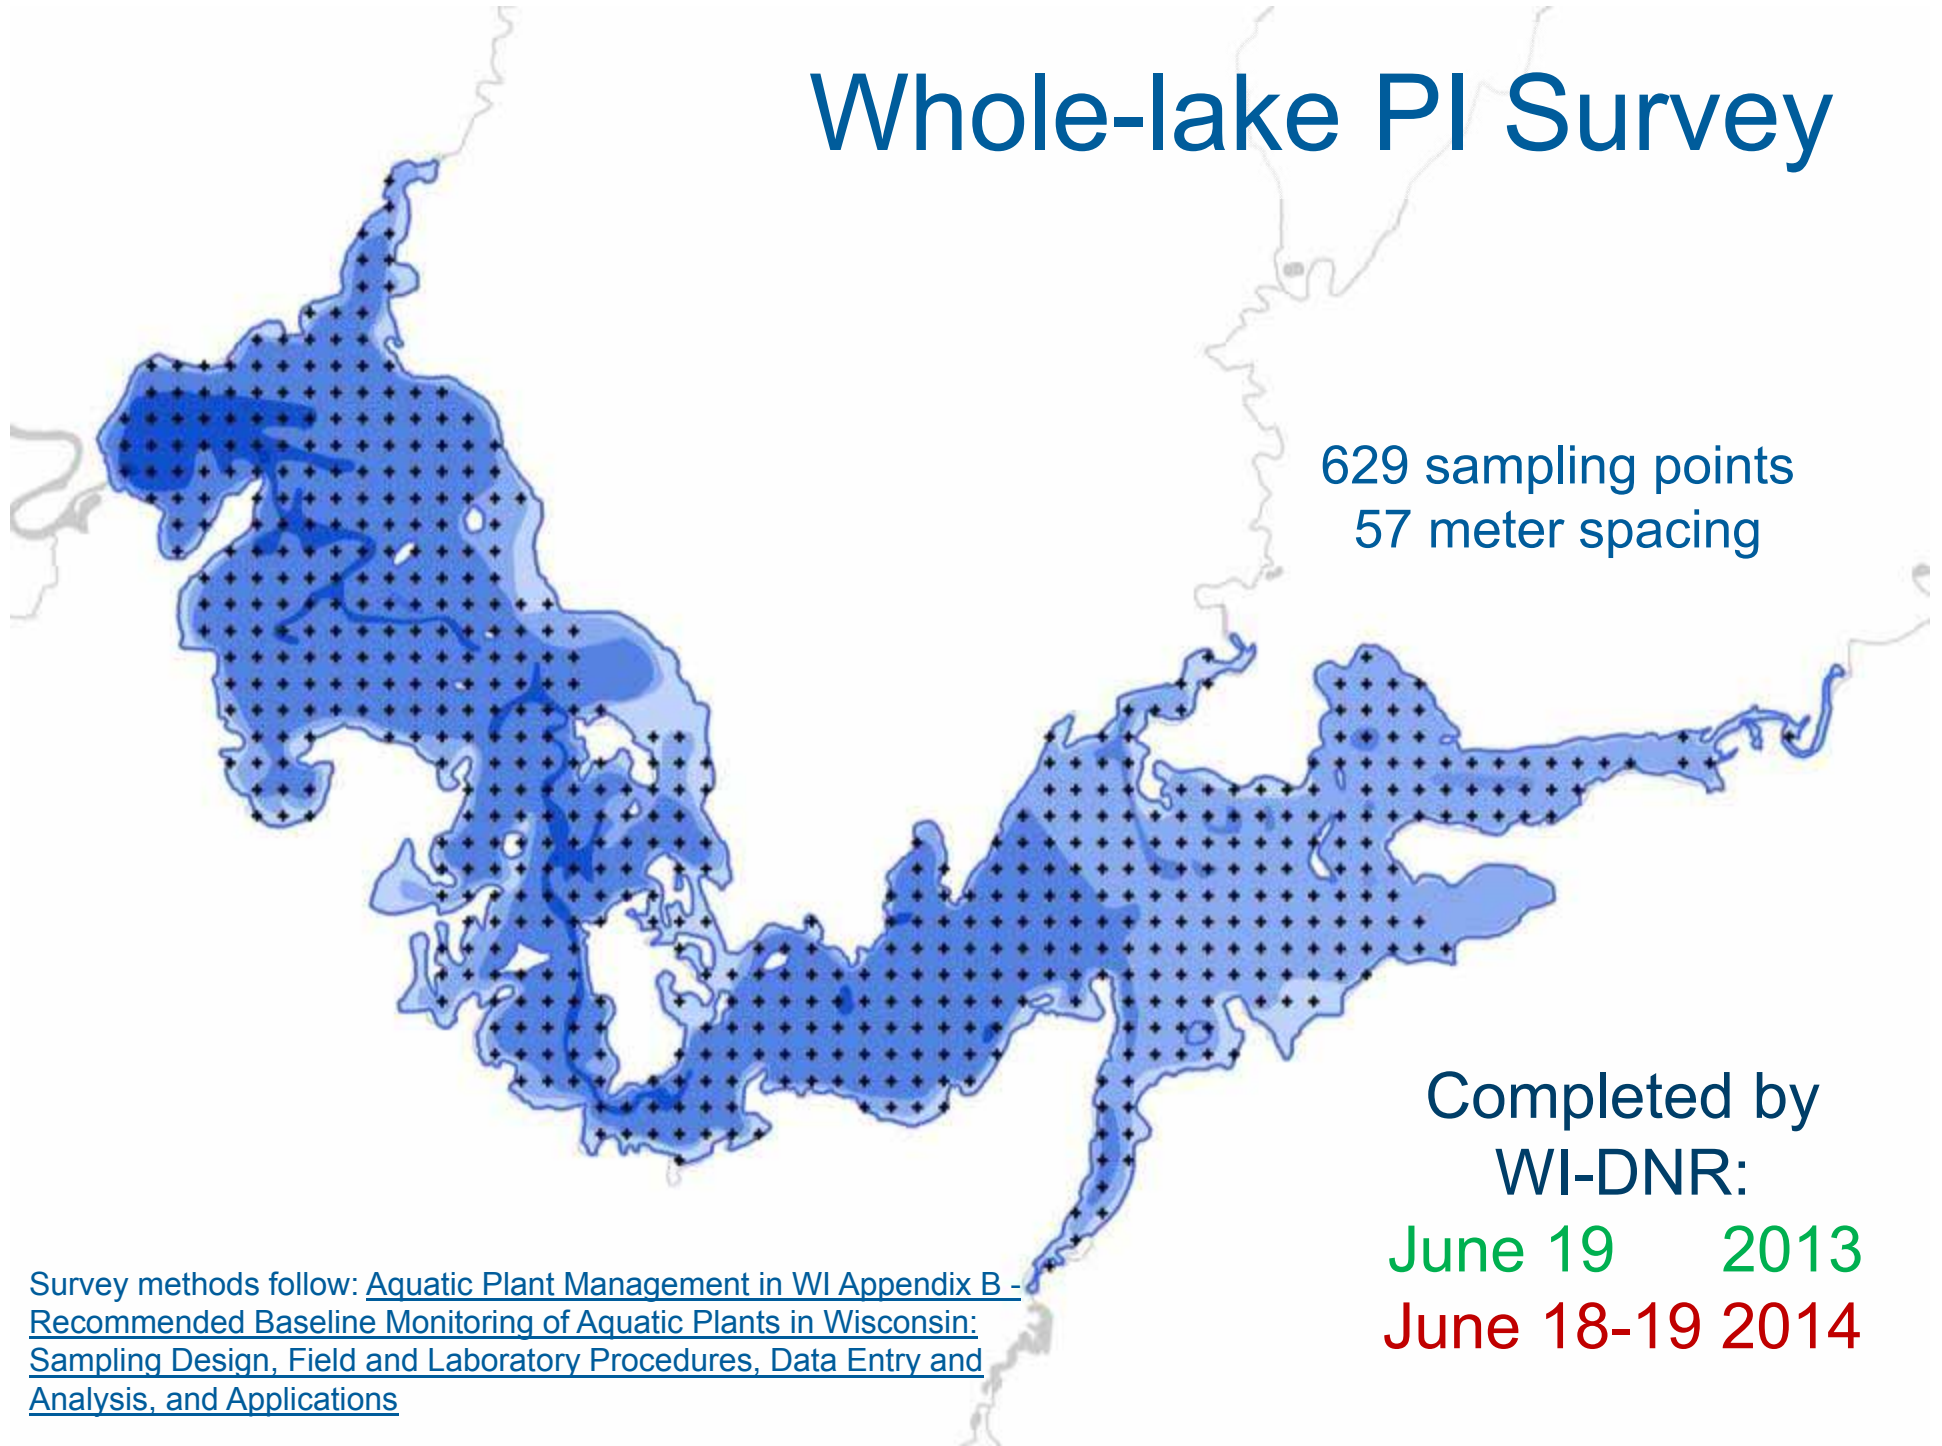 Whole-lake PI Survey
629 sampling points
57 meter spacing
Completed by
WI-DNR:
June 19 2013
June 18-19 2014
Survey methods follow: Aquatic Plant Management in WI Appendix B -
Recommended Baseline Monitoring of Aquatic Plants in Wisconsin:
Sampling Design, Field and Laboratory Procedures, Data Entry and
Analysis, and Applications